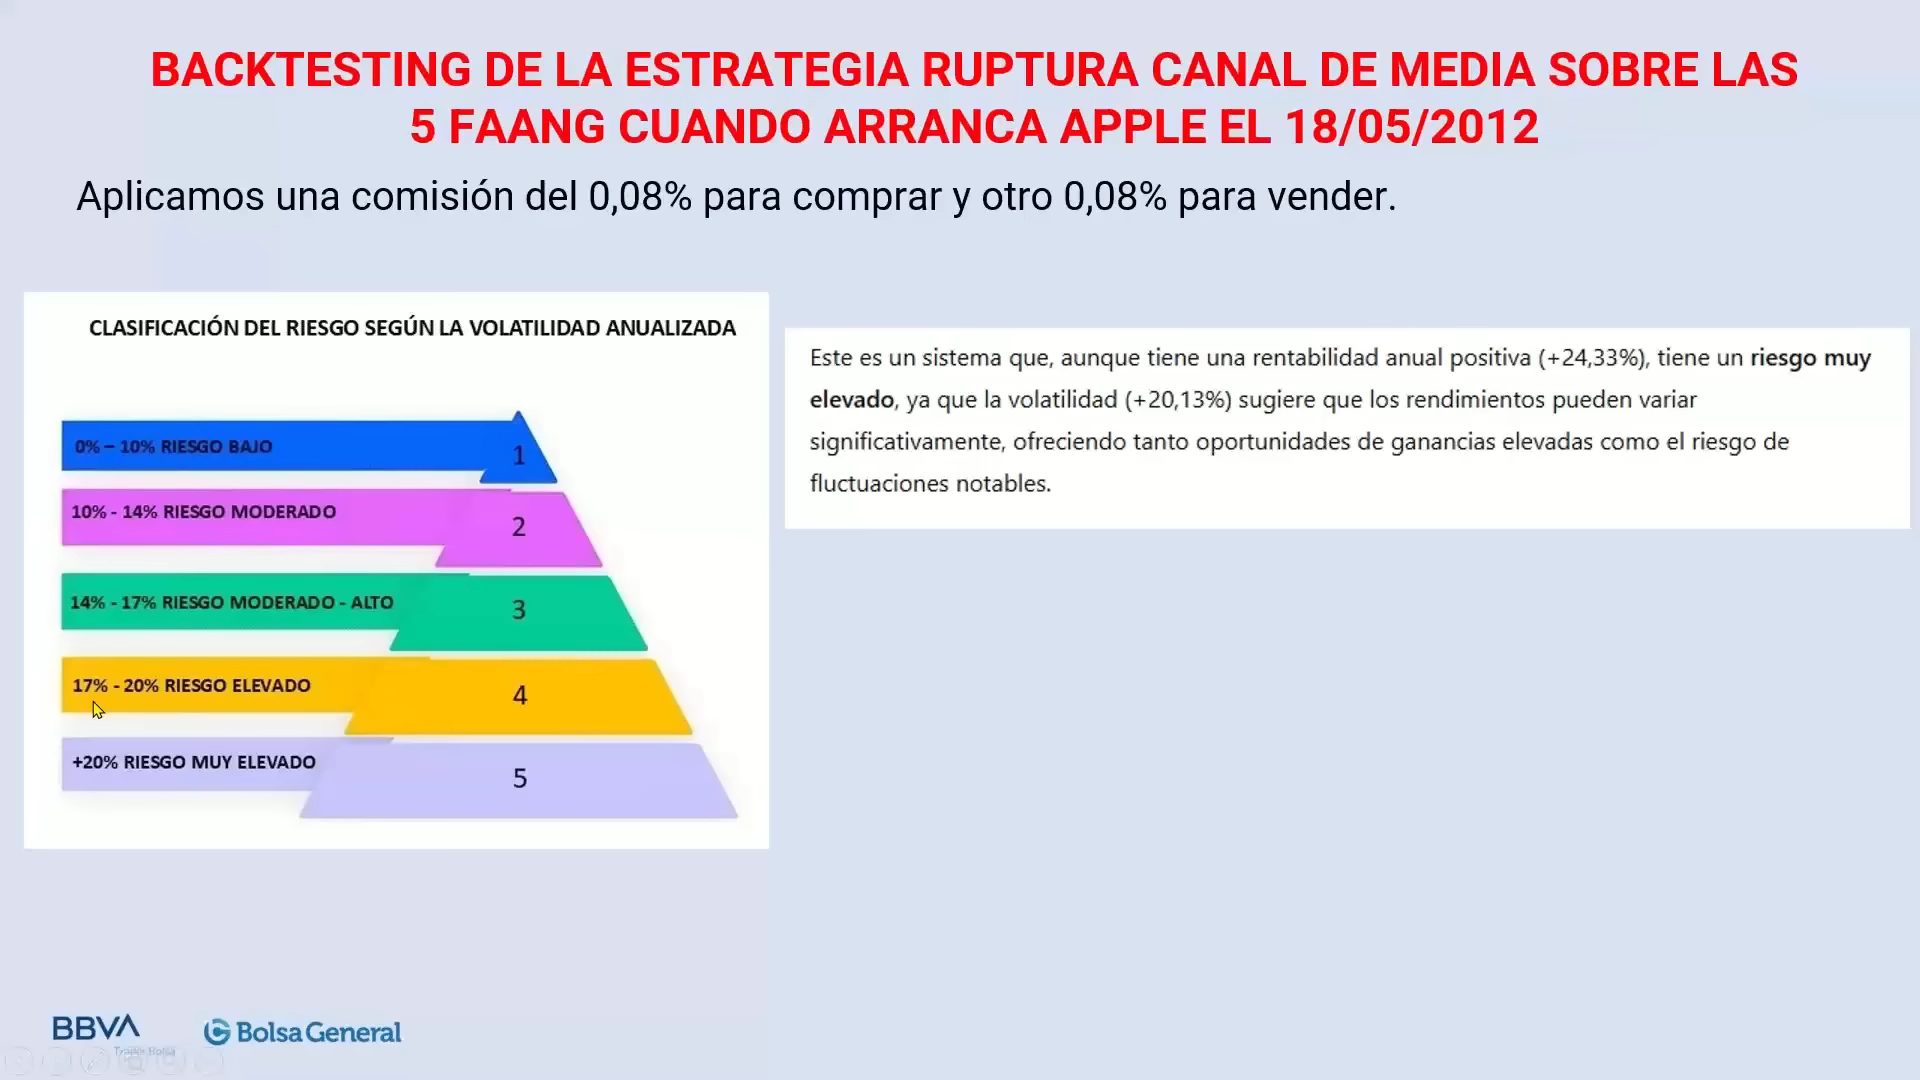 BACKTESTING DE LA ESTRATEGIA RUPTURA CANAL DE MEDIA SOBRE LAS
5 FAANG CUANDO ARRANCA APPLE EL 18/05/2012
Aplicamos una comisión del 0,08% para comprar y otro 0,08% para vender.
CLASIFICACIÓN DEL RIESGO SEGÚN LA VOLATILIDAD ANUALIZADA
0% – 10% RIESGO BAJO
1
10% - 14% RIESGO MODERADO
2
14% - 17% RIESGO MODERADO - ALTO
3
17% - 20% RIESGO ELEVADO
4
+20% RIESGO MUY ELEVADO
5
Este es un sistema que, aunque tiene una rentabilidad anual positiva (+24,33%), tiene un riesgo muy
elevado, ya que la volatilidad (+20,13%) sugiere que los rendimientos pueden variar
significativamente, ofreciendo tanto oportunidades de ganancias elevadas como el riesgo de
fluctuaciones notables.
BBVA
Trader Bolsa
Bolsa General